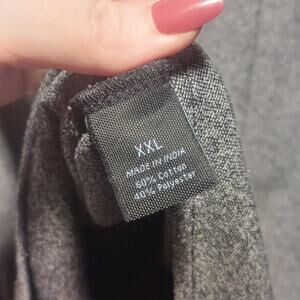 XXL
MADE IN INDIA
60% Cotton
40% Polyester